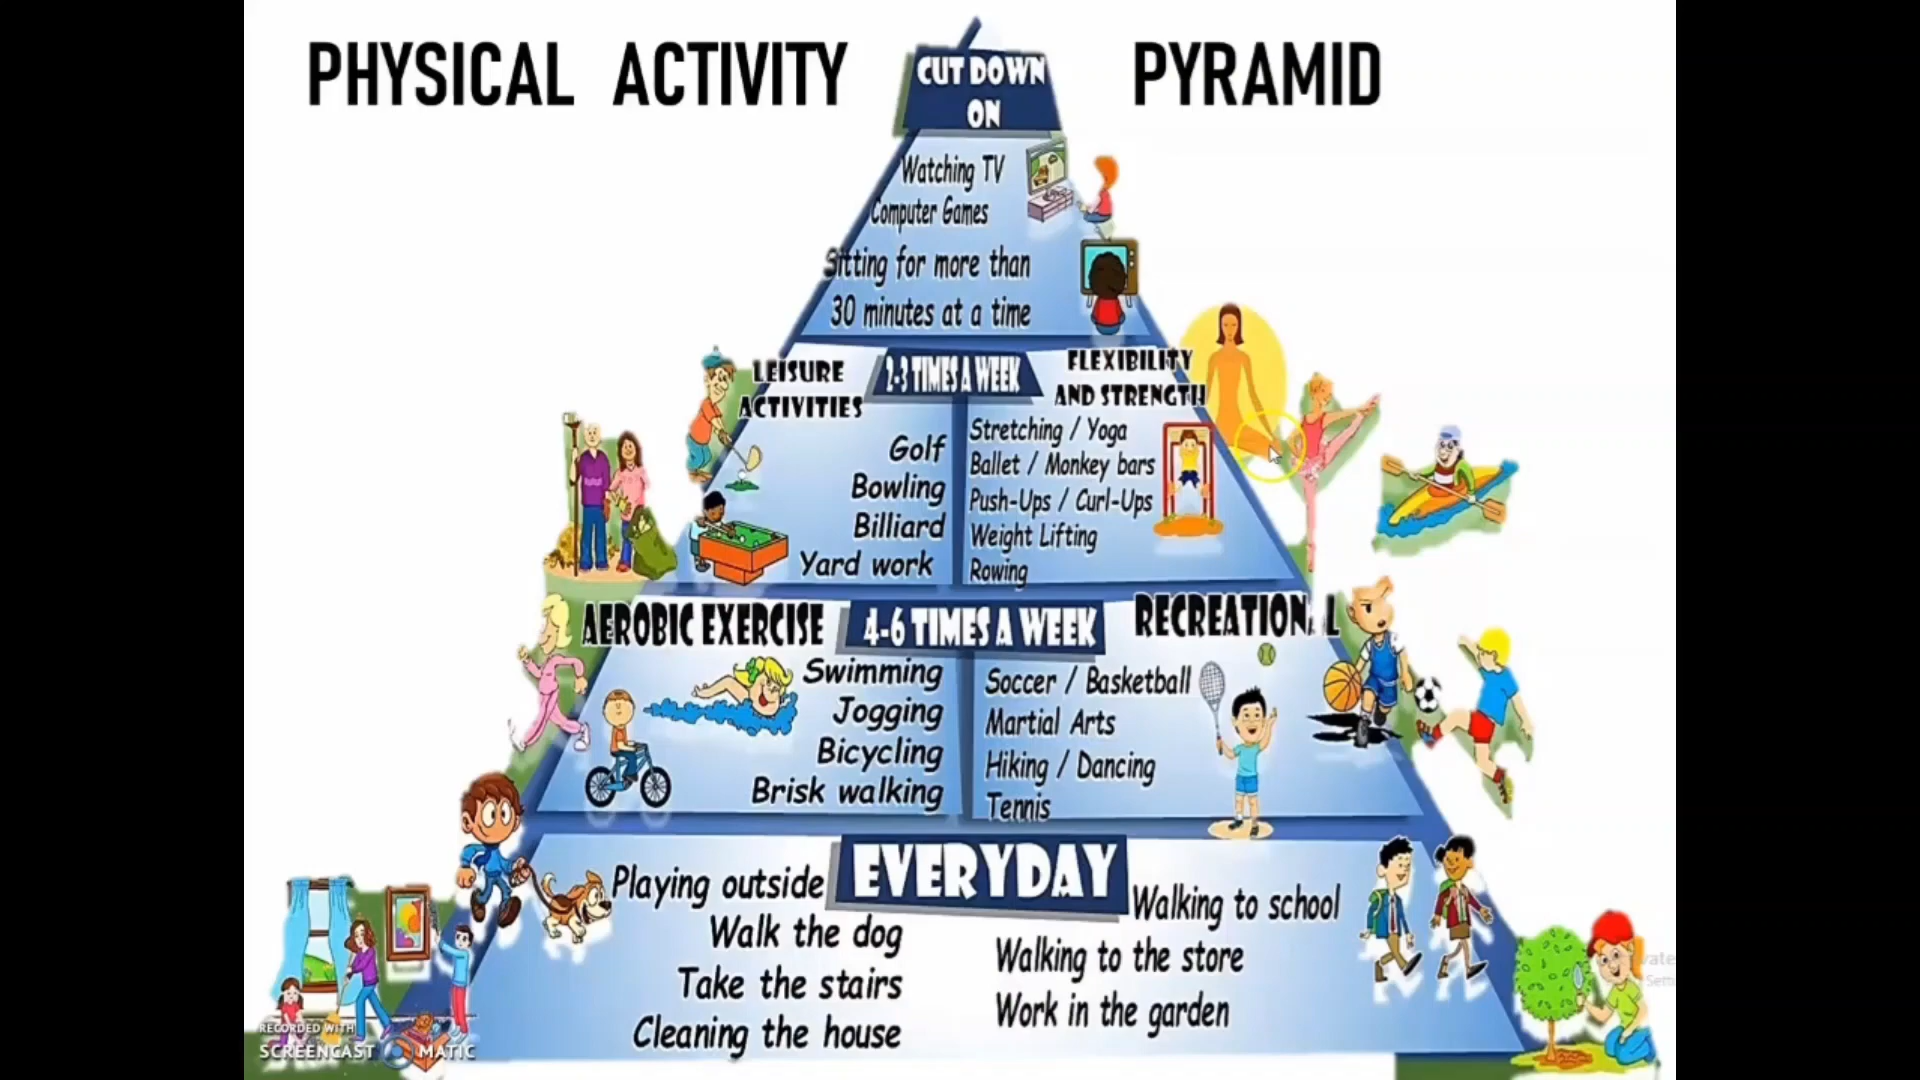 PHYSICAL ACTIVITY PYRAMID
CUT DOWN
ON
Watching TV
Computer Games
Sitting for more than
30 minutes at a time
2-3 TIMES A WEEK
LEISURE
ACTIVITIES
Golf
Bowling
Billiard
Yard work
FLEXIBILITY
AND STRENGTH
Stretching / Yoga
Ballet / Monkey bars
Push-Ups / Curl-Ups
Weight Lifting
Rowing
4-6 TIMES A WEEK
AEROBIC EXERCISE
Swimming
Jogging
Bicycling
Brisk walking
RECREATIONAL
Soccer / Basketball
Martial Arts
Hiking / Dancing
Tennis
EVERYDAY
Playing outside
Walk the dog
Take the stairs
Cleaning the house
Walking to school
Walking to the store
Work in the garden
RECORDED WITH
SCREENCAST MATIC